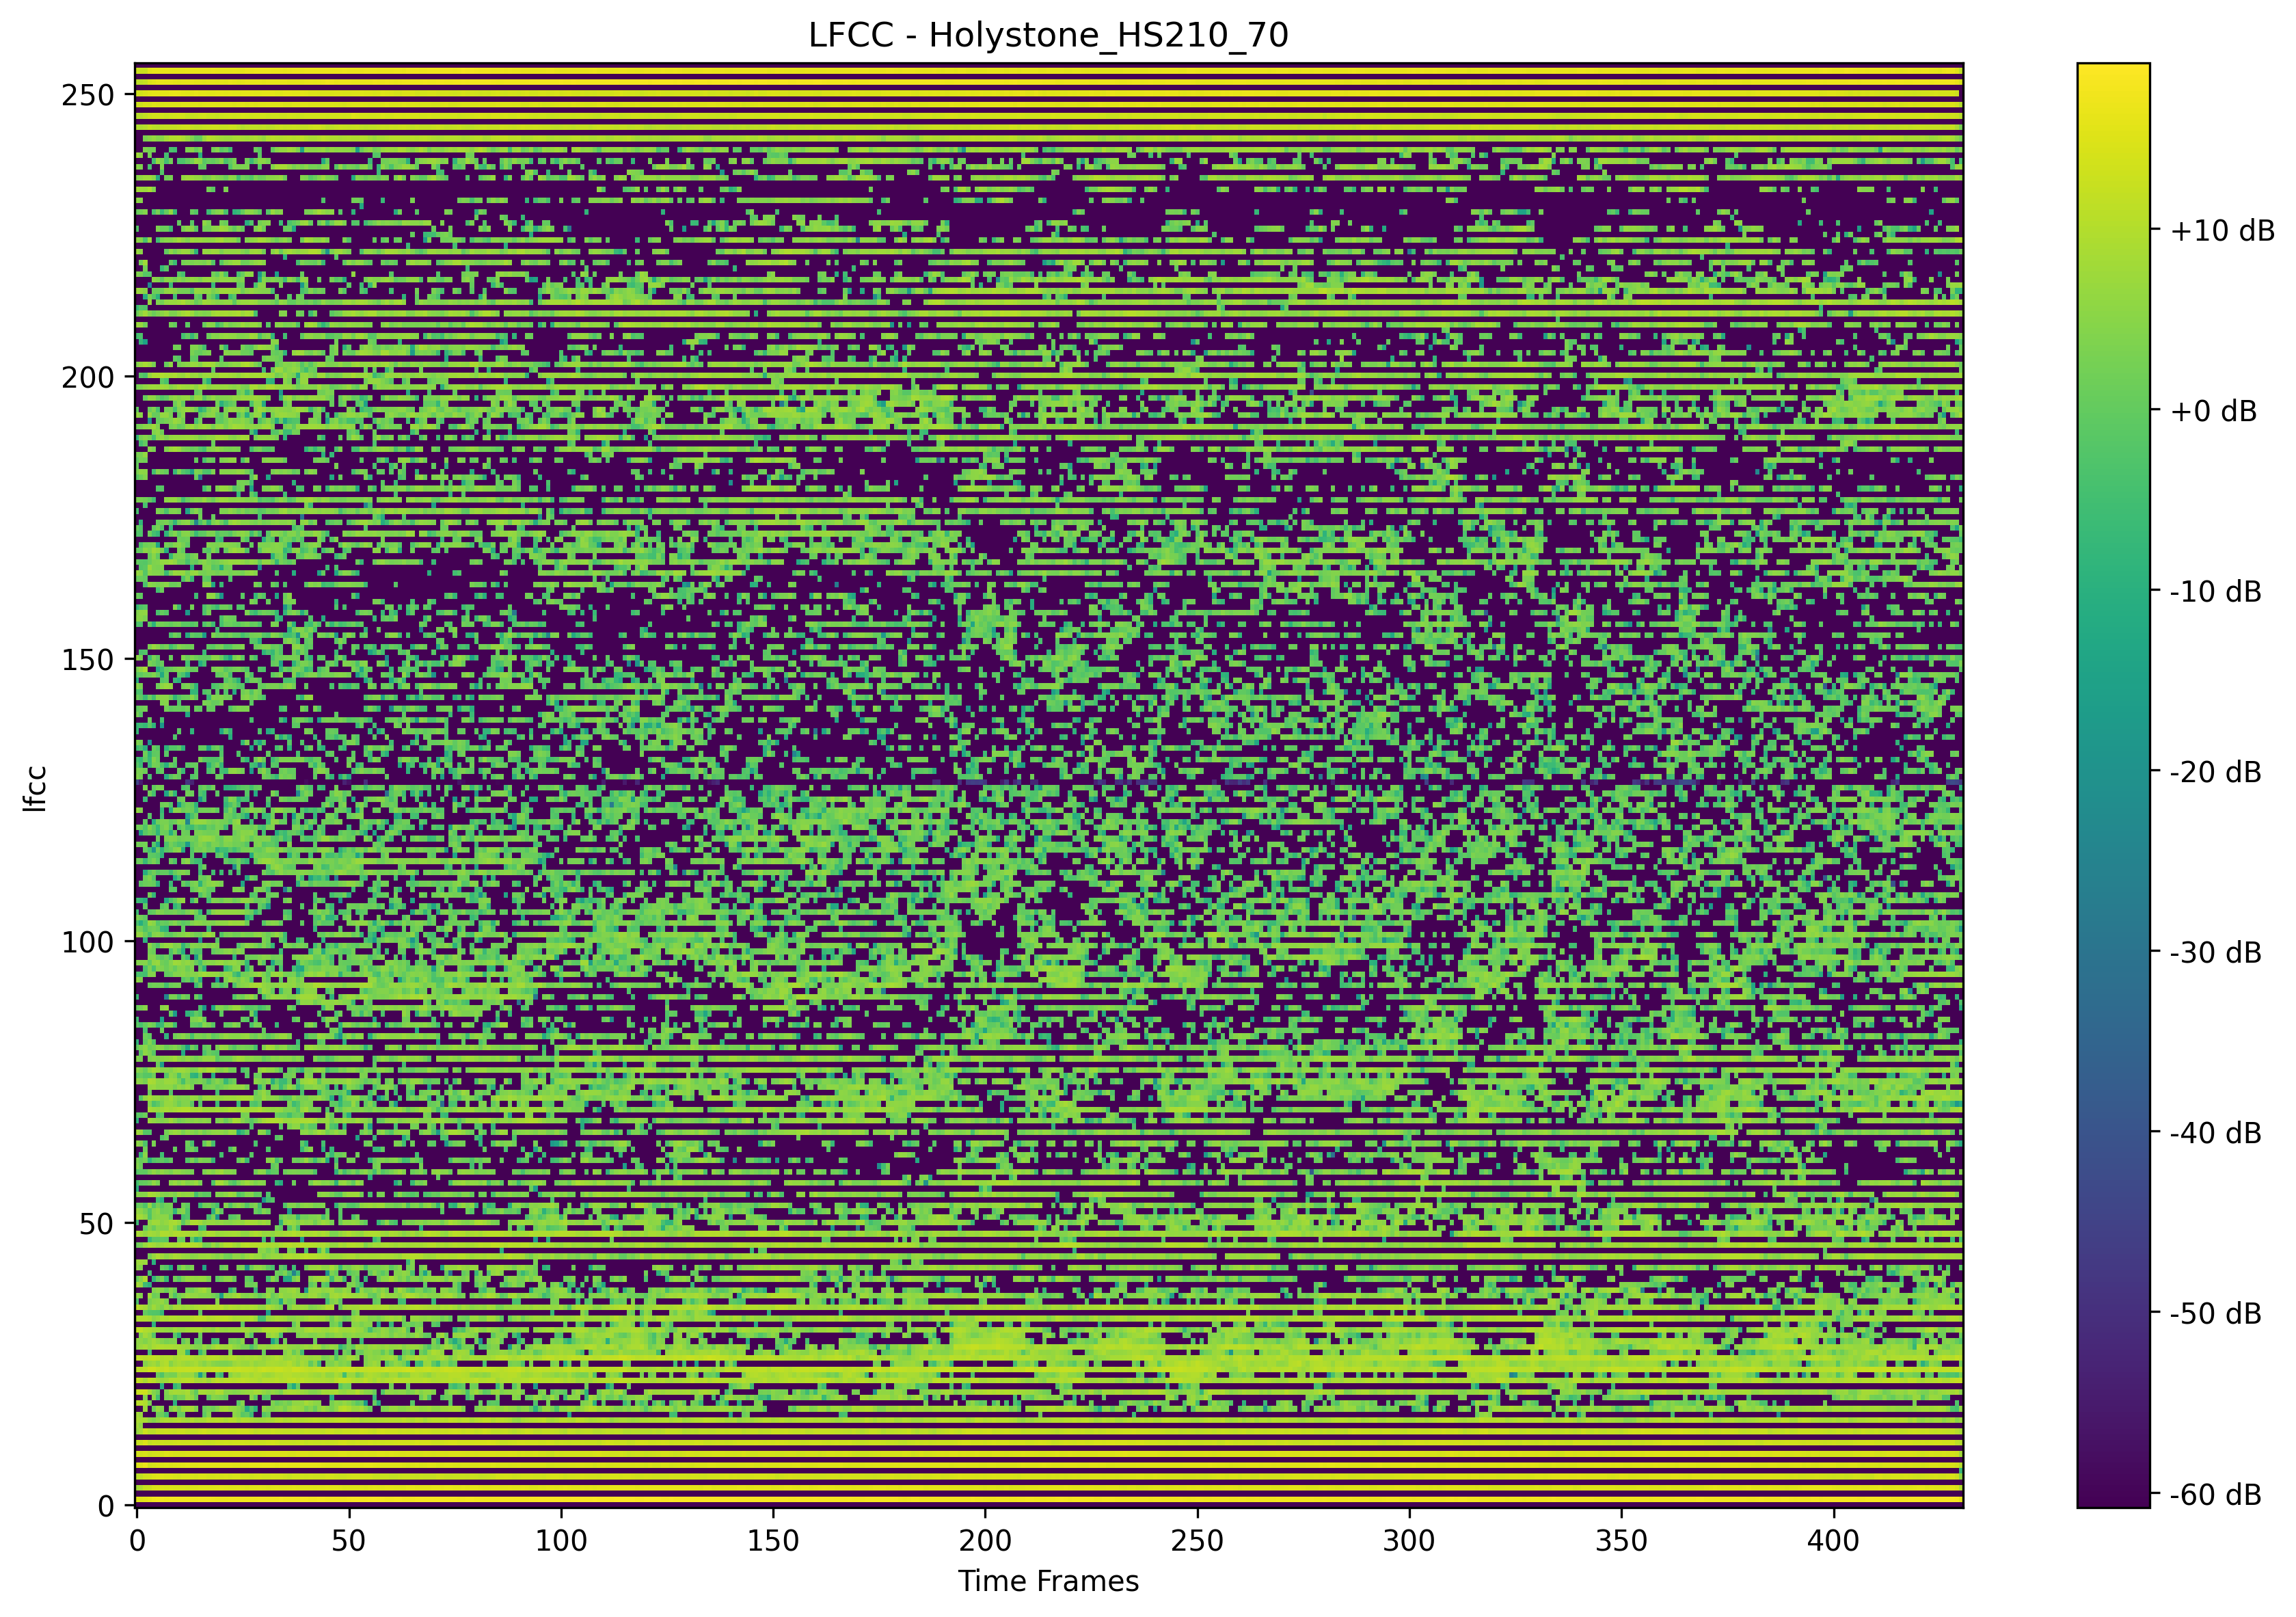 LFCC - Holystone_HS210_70
250
200
150
100
50
0
lfcc
0 50 100 150 200 250 300 350 400
Time Frames
+10 dB
+0 dB
-10 dB
-20 dB
-30 dB
-40 dB
-50 dB
-60 dB